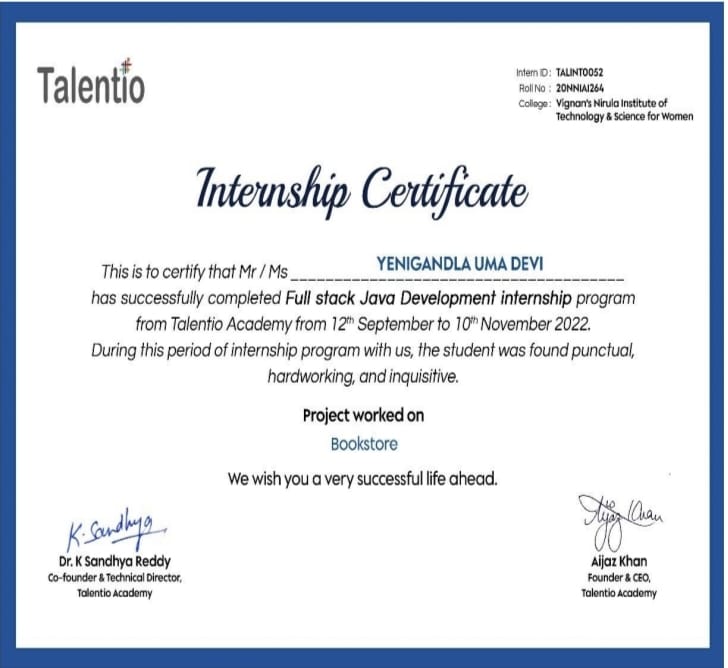 Talentio
Intern ID: TALINT0052
Roll No : 20NN1A1264
College: Vignan's Nirula Institute of
Technology & Science for Women
Internship Certificate
This is to certify that Mr / Ms YENIGANDLA UMA DEVI
has successfully completed Full stack Java Development internship program
from Talentio Academy from 12th September to 10th November 2022.
During this period of internship program with us, the student was found punctual,
hardworking, and inquisitive.
Project worked on
Bookstore
We wish you a very successful life ahead.
K. Sandhya
Dr. K Sandhya Reddy
Co-founder & Technical Director,
Talentio Academy
Aijaz Khan
Aijaz Khan
Founder & CEO,
Talentio Academy